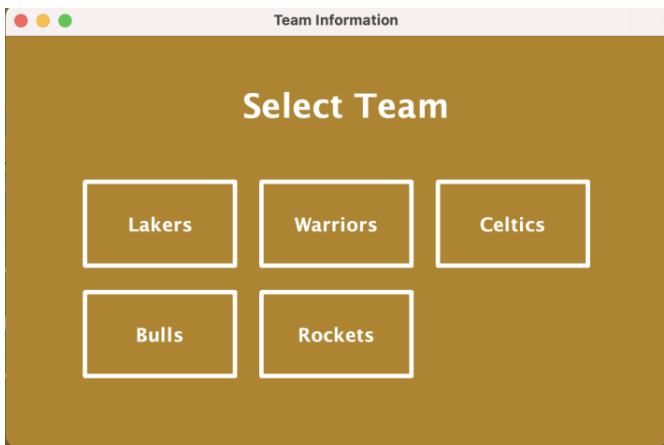 Team Information
Select Team
Lakers Warriors Celtics
Bulls Rockets